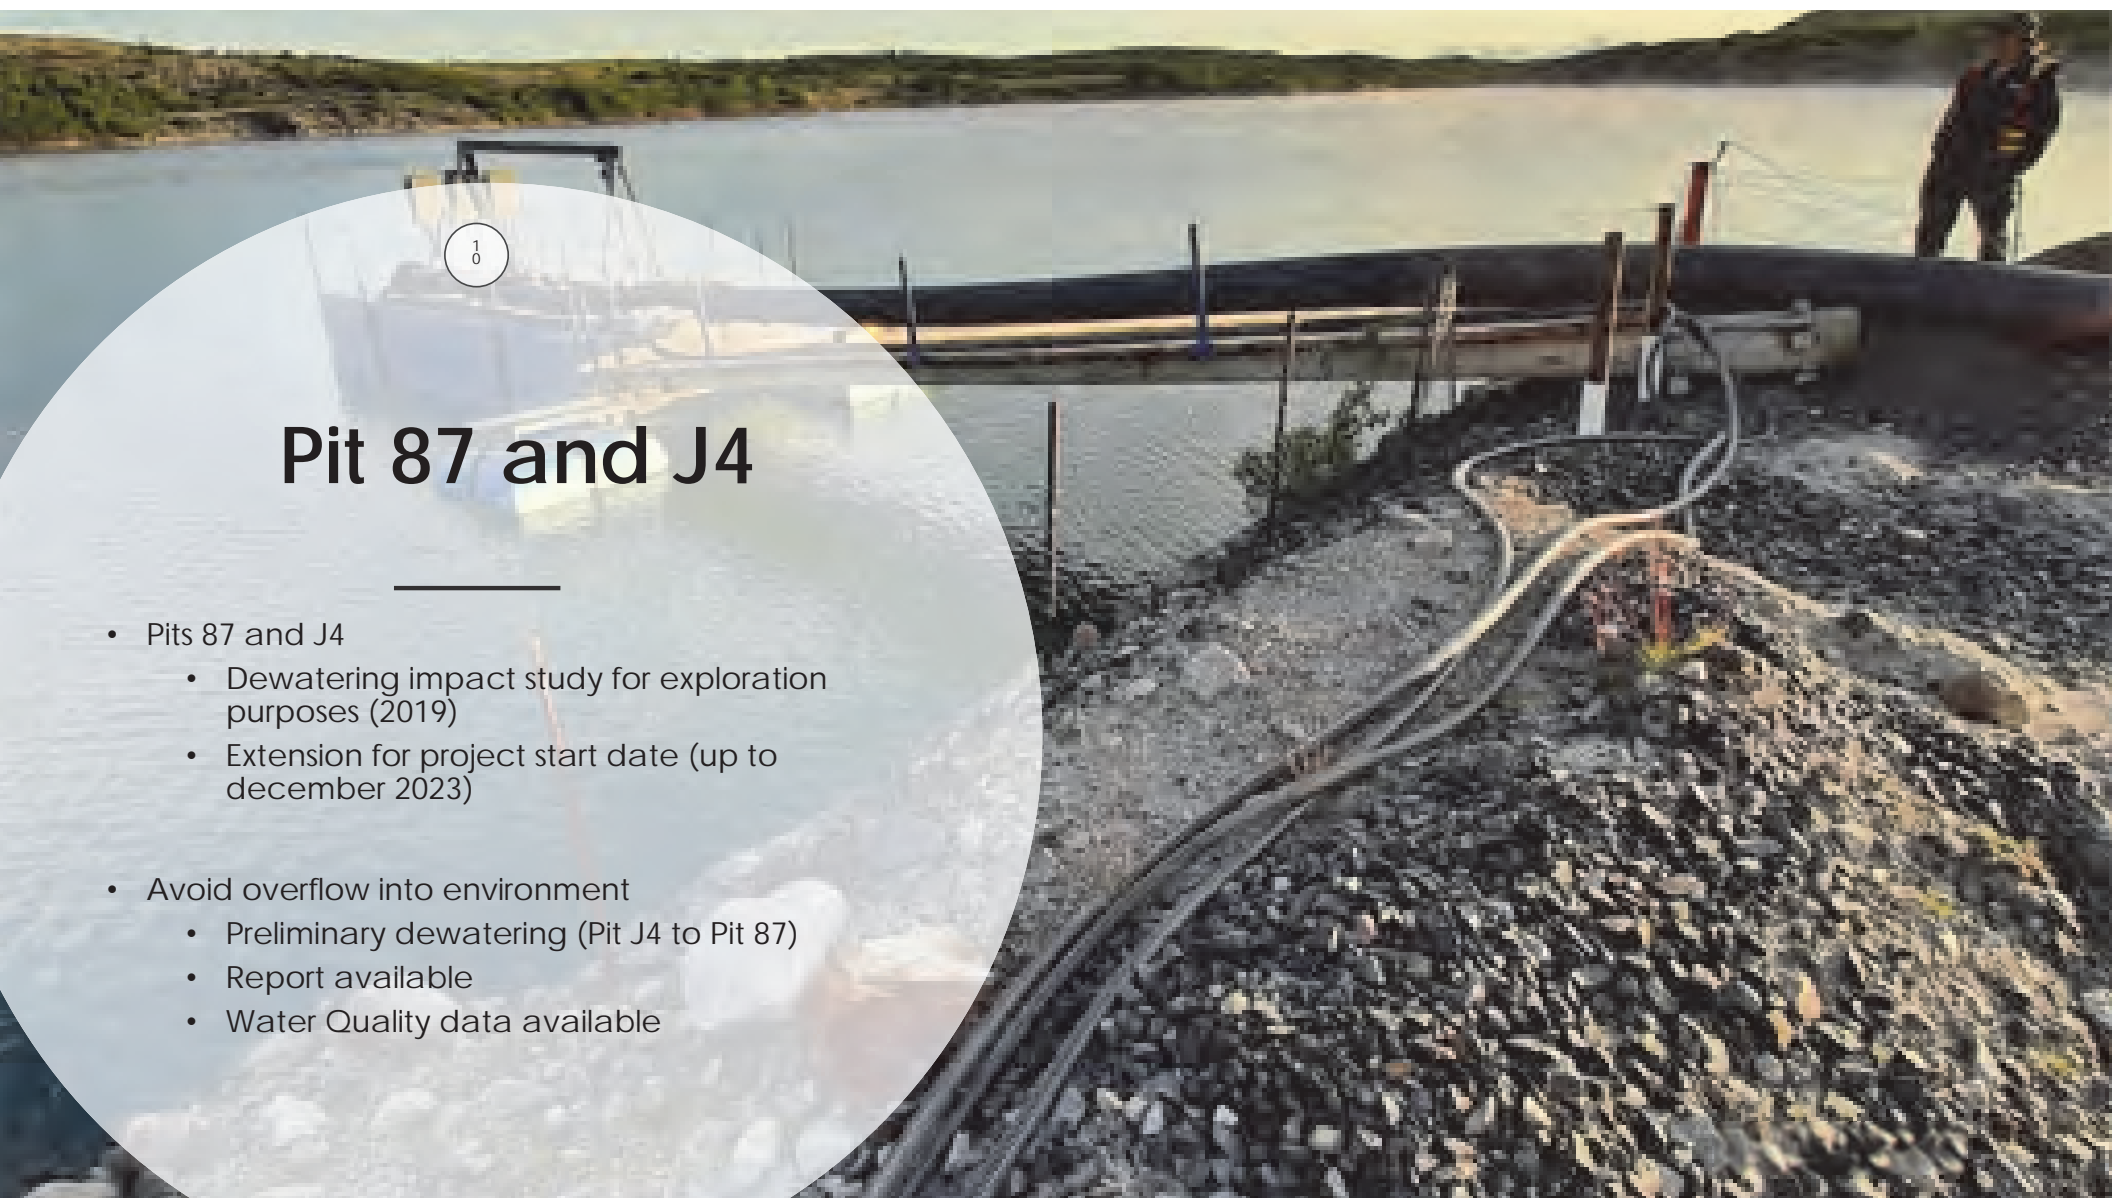 1
0
Pit 87 and J4
• Pits 87 and J4
• Dewatering impact study for exploration
purposes (2019)
• Extension for project start date (up to
december 2023)
• Avoid overflow into environment
• Preliminary dewatering (Pit J4 to Pit 87)
• Report available
• Water Quality data available